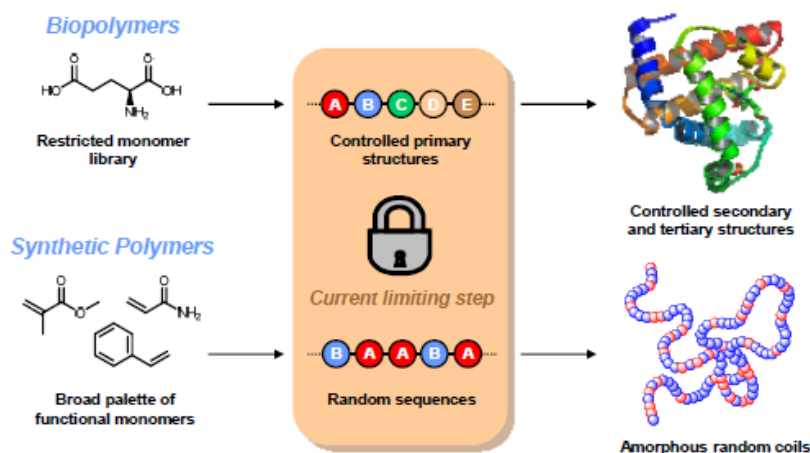 Biopolymers
O
O
HO
OH
NH2
Restricted monomer
library
A B C D E
Controlled primary
structures
Controlled secondary
and tertiary structures
Synthetic Polymers
O
O
O
NH2
Current limiting step
B A A B A
Broad palette of
functional monomers
Random sequences
Amorphous random coils